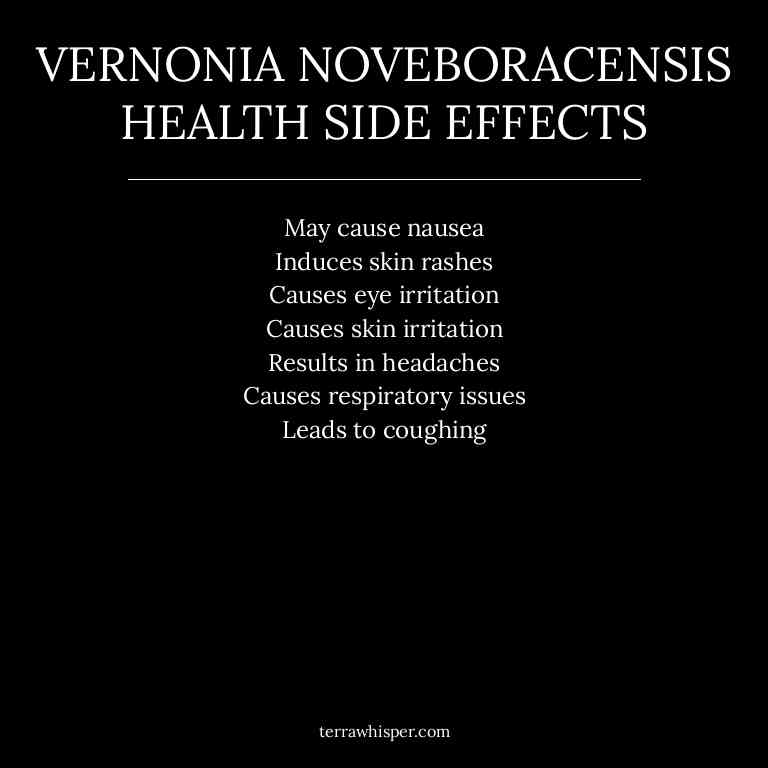 VERNONIA NOVEBORACENSIS
HEALTH SIDE EFFECTS
May cause nausea
Induces skin rashes
Causes eye irritation
Causes skin irritation
Results in headaches
Causes respiratory issues
Leads to coughing
terrawhisper.com